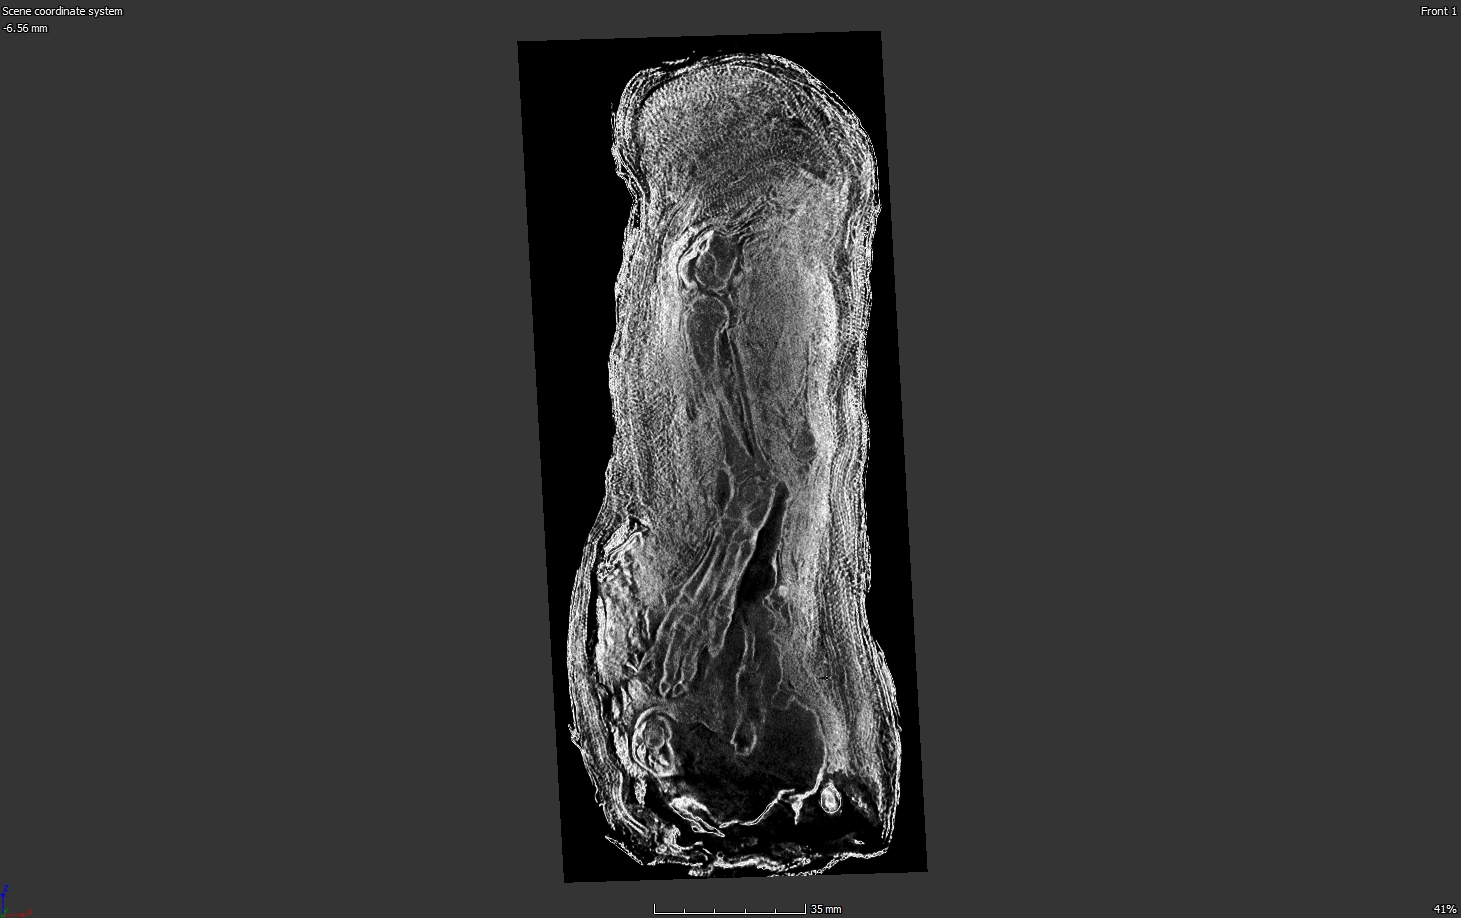 Scene coordinate system
Front 1
-6.56 mm
35 mm
41%